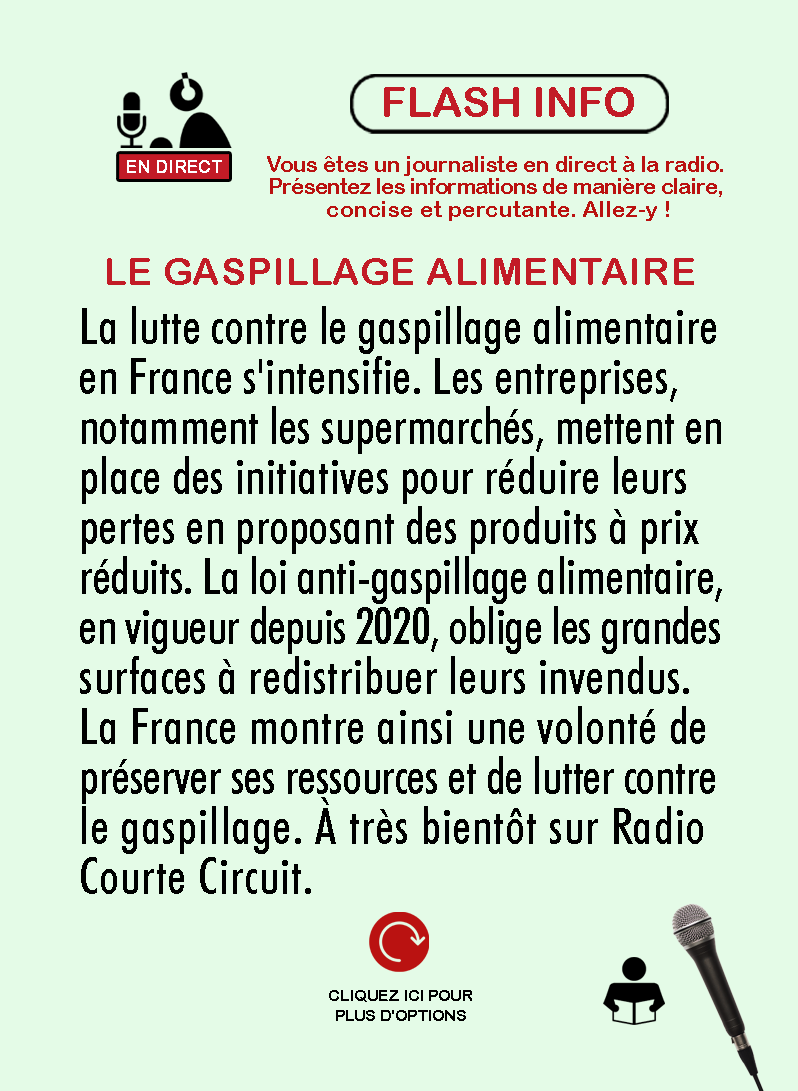 FLASH INFO
EN DIRECT
Vous êtes un journaliste en direct à la radio.
Présentez les informations de manière claire,
concise et percutante. Allez-y !
LE GASPILLAGE ALIMENTAIRE
La lutte contre le gaspillage alimentaire
en France s'intensifie. Les entreprises,
notamment les supermarchés, mettent en
place des initiatives pour réduire leurs
pertes en proposant des produits à prix
réduits. La loi anti-gaspillage alimentaire,
en vigueur depuis 2020, oblige les grandes
surfaces à redistribuer leurs invendus.
La France montre ainsi une volonté de
préserver ses ressources et de lutter contre
le gaspillage. À très bientôt sur Radio
Courte Circuit.
CLIQUEZ ICI POUR
PLUS D'OPTIONS